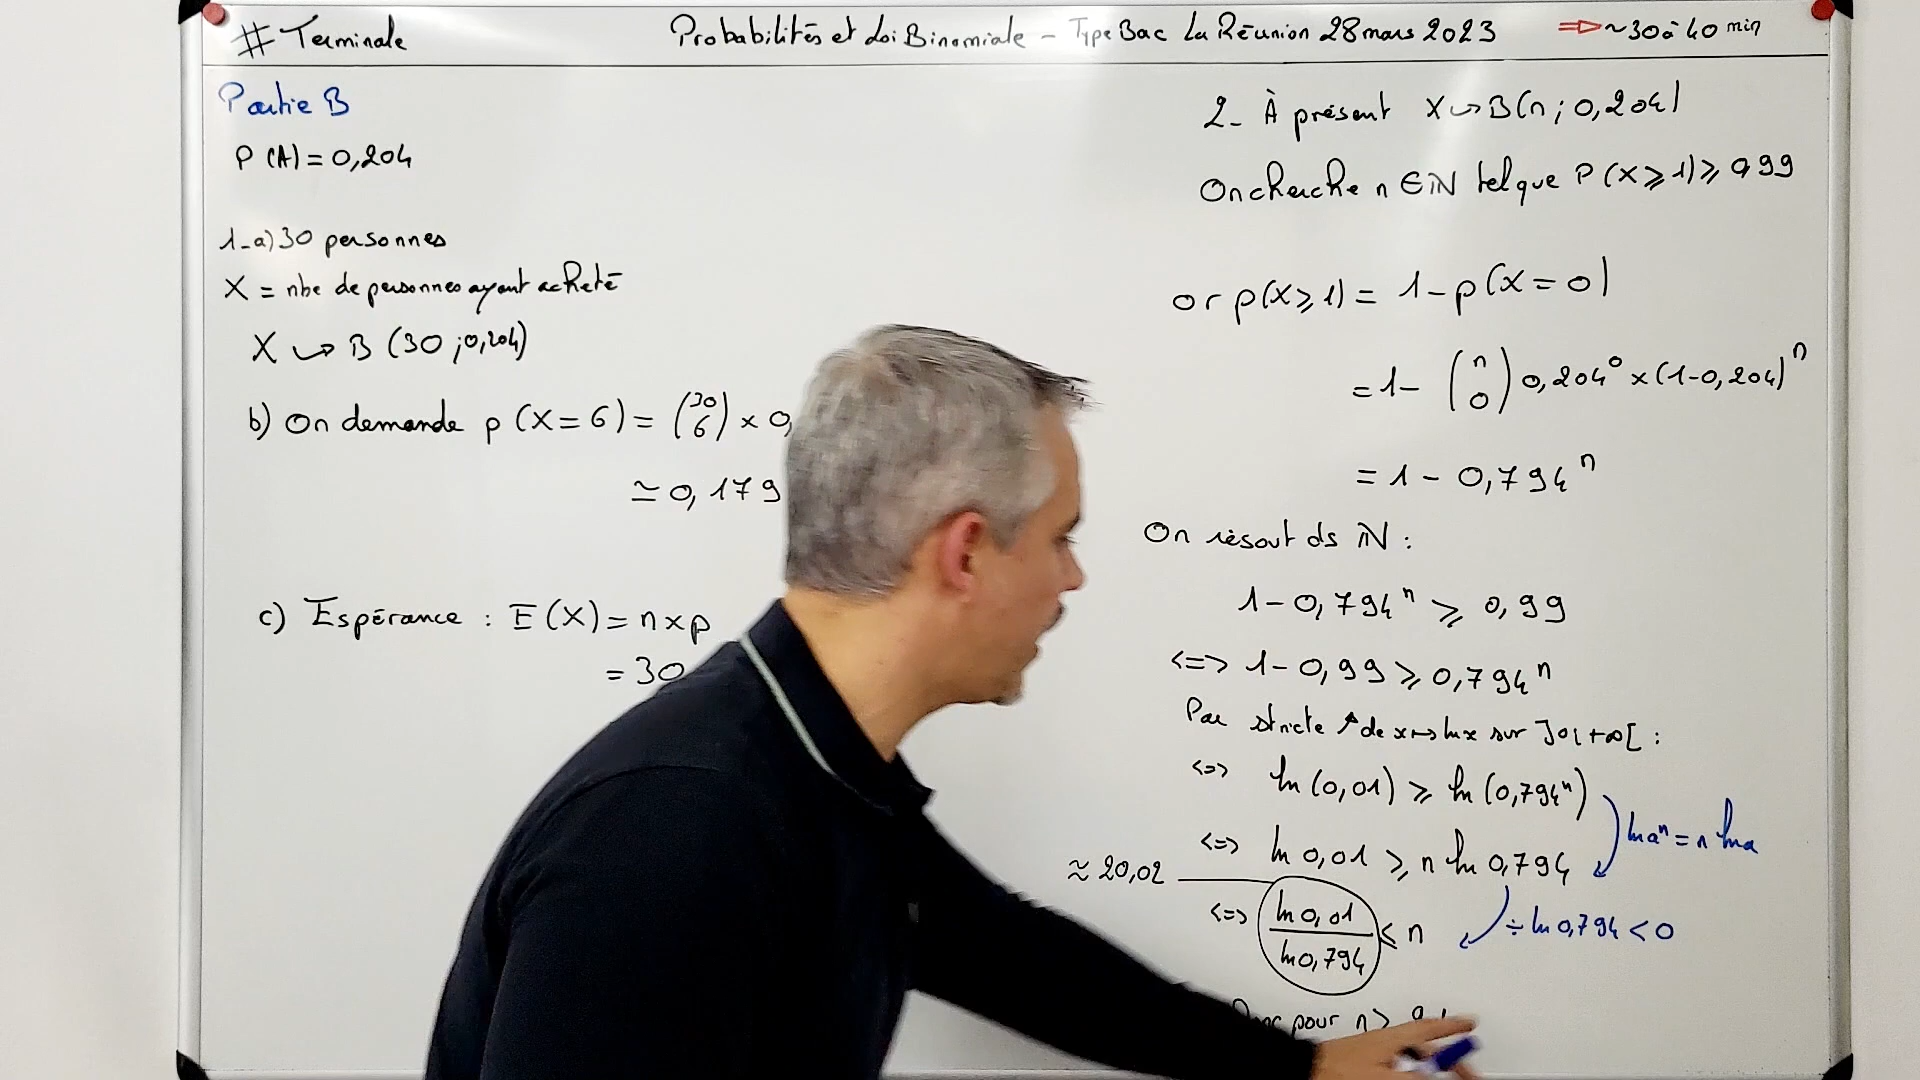 # Terminale
Probabilités et Loi Binomiale - Type Bac La Réunion 28 mars 2023
⇒ ~30 à 40 min
Partie B
P(A) = 0,204
1-a) 30 personnes
X = nbe de personnes ayant acheté
X ↪ B (30 ; 0,204)
b) On demande p (X = 6) = (30 6) × 0,
≃ 0,179
c) Espérance : E(X) = n × p
= 30
2- À présent X ↪ B(n ; 0,204)
On cherche n ∈ ℕ tel que P(X ⩾ 1) ⩾ 0,99
or p(X ⩾ 1) = 1 - p(X = 0)
= 1 - (n 0) 0,204⁰ × (1-0,204)ⁿ
= 1 - 0,794ⁿ
On résout ds ℕ :
1 - 0,794ⁿ ⩾ 0,99
<=> 1 - 0,99 ⩾ 0,794ⁿ
Par stricte ↗ de x ↦ ln x sur ]0;+∞[ :
<=> ln (0,01) ⩾ ln (0,794ⁿ)
ln aⁿ = n ln a
<=> ln 0,01 ⩾ n ln 0,794
≈ 20,02
<=> ln 0,01 / ln 0,794 ⩽ n
÷ ln 0,794 < 0
pour n ⩾